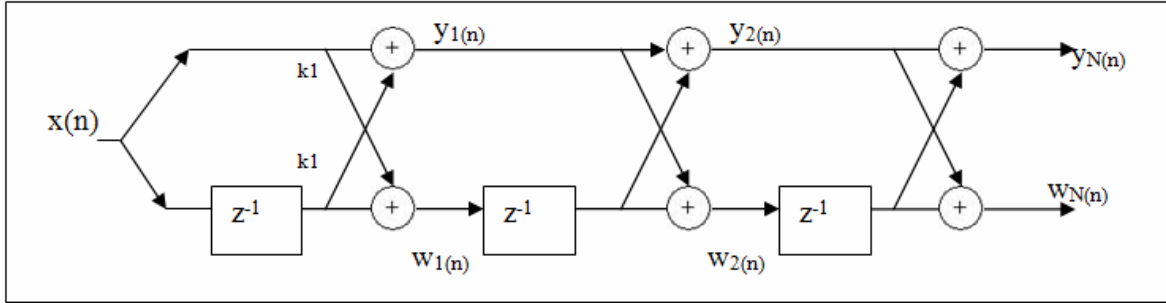 y1(n)
y2(n)
+
+
+
yN(n)
k1
x(n)
k1
wN(n)
z-1
+
z-1
+
z-1
+
w1(n)
w2(n)